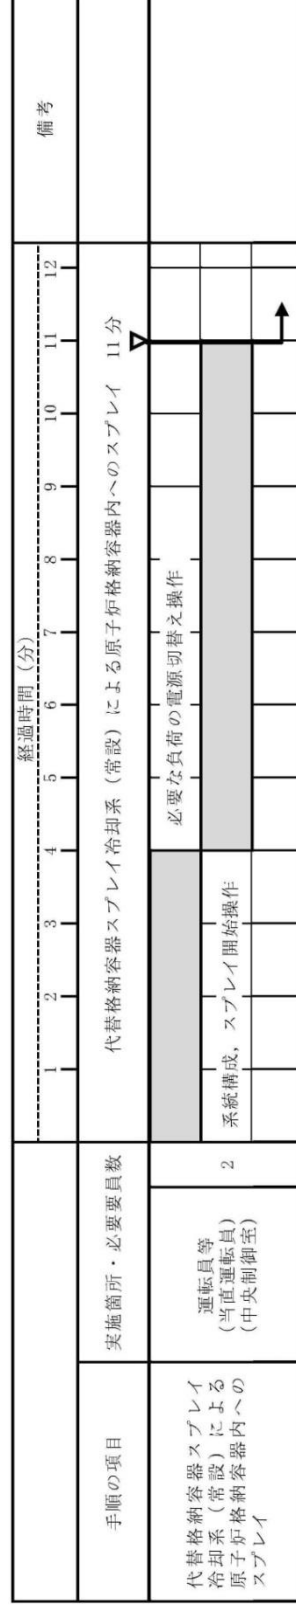 経過時間（分）
備考
1 2 3 4 5 6 7 8 9 10 11 12
手順の項目
実施箇所・必要要員数
代替格納容器スプレイ冷却系（常設）による原子炉格納容器内へのスプレイ 11分
代替格納容器スプレイ
冷却系（常設）による
原子炉格納容器内への
スプレイ
運転員等
（当直運転員）
（中央制御室）
2
必要な負荷の電源切替え操作
系統構成，スプレイ開始操作